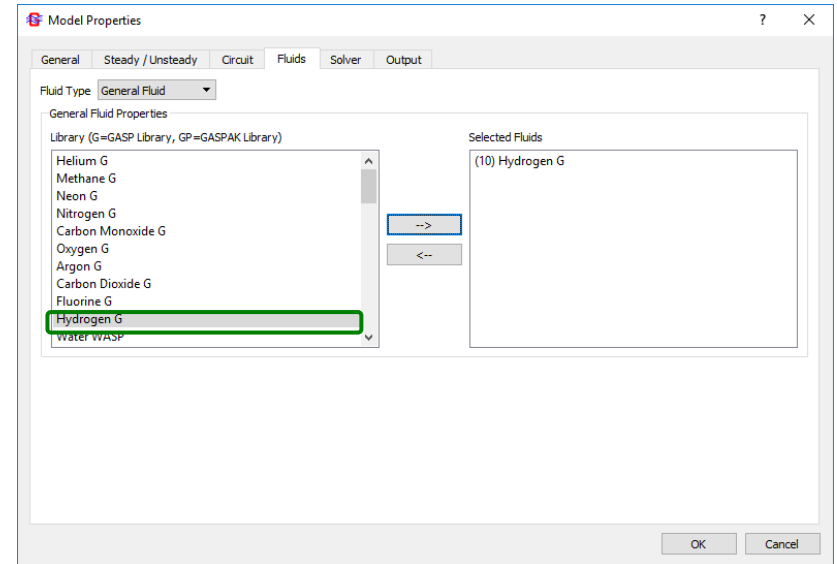 Model Properties ? ×
General Steady / Unsteady Circuit Fluids Solver Output
Fluid Type General Fluid
General Fluid Properties
Library (G=GASP Library, GP=GASPAK Library)
Helium G
Methane G
Neon G
Nitrogen G
Carbon Monoxide G
Oxygen G
Argon G
Carbon Dioxide G
Fluorine G
Hydrogen G
Water WASP
-->
<--
Selected Fluids
(10) Hydrogen G
OK Cancel